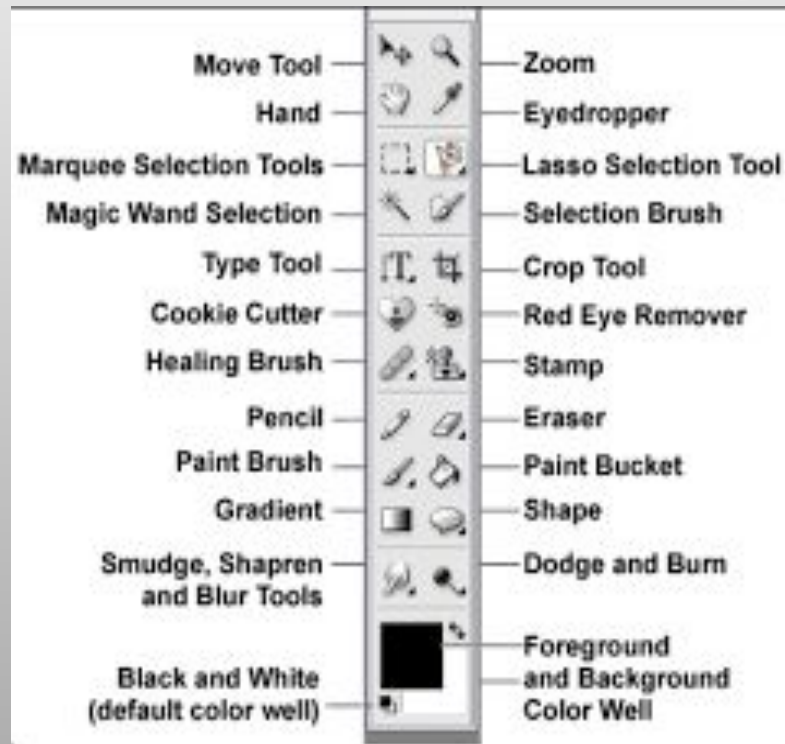 Move Tool
Zoom
Hand
Eyedropper
Marquee Selection Tools
Lasso Selection Tool
Magic Wand Selection
Selection Brush
Type Tool
Crop Tool
Cookie Cutter
Red Eye Remover
Healing Brush
Stamp
Pencil
Eraser
Paint Brush
Paint Bucket
Gradient
Shape
Smudge, Shapren
and Blur Tools
Dodge and Burn
Black and White
(default color well)
Foreground
and Background
Color Well